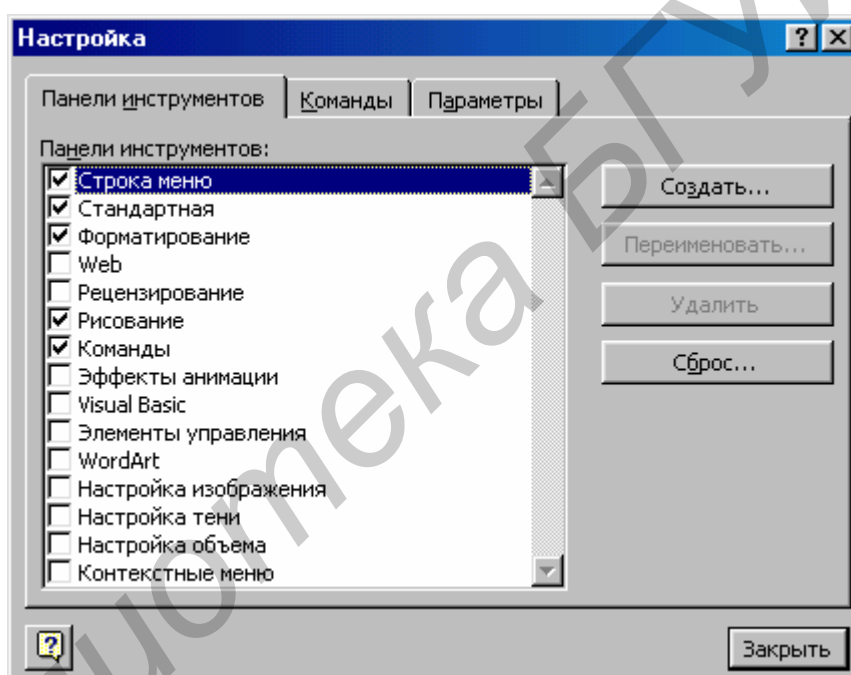 Настройка
Панели инструментов Команды Параметры
Панели инструментов:
Строка меню
Стандартная
Форматирование
Web
Рецензирование
Рисование
Команды
Эффекты анимации
Visual Basic
Элементы управления
WordArt
Настройка изображения
Настройка тени
Настройка объема
Контекстные меню
Создать...
Переименовать...
Удалить
Сброс...
Закрыть